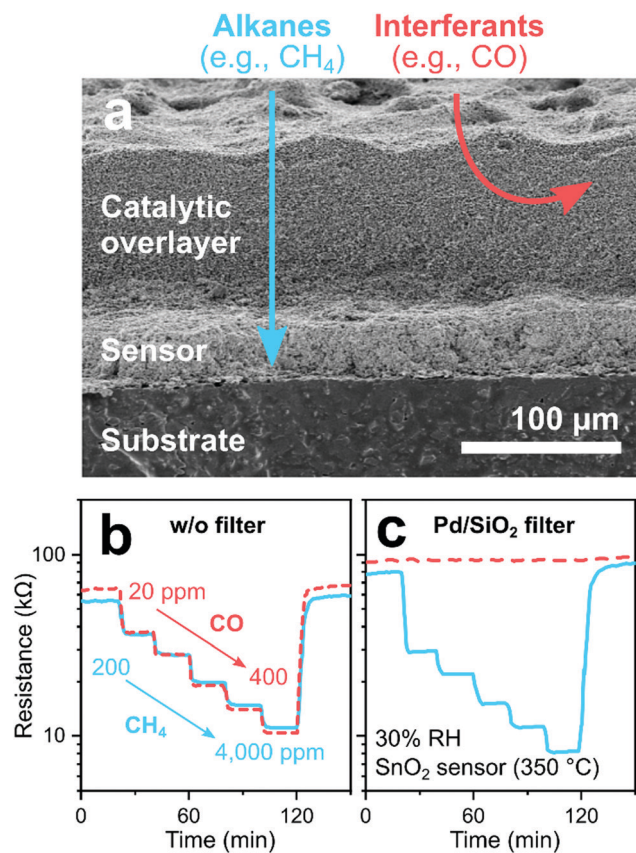 Alkanes
(e.g., CH₄)
Interferants
(e.g., CO)
a
Catalytic
overlayer
Sensor
Substrate
100 µm
b
w/o filter
100
10
Resistance (kΩ)
20 ppm
CO
400
200
CH₄
4,000 ppm
0
60
120
Time (min)
c
Pd/SiO₂ filter
30% RH
SnO₂ sensor (350 °C)
0
60
120
Time (min)